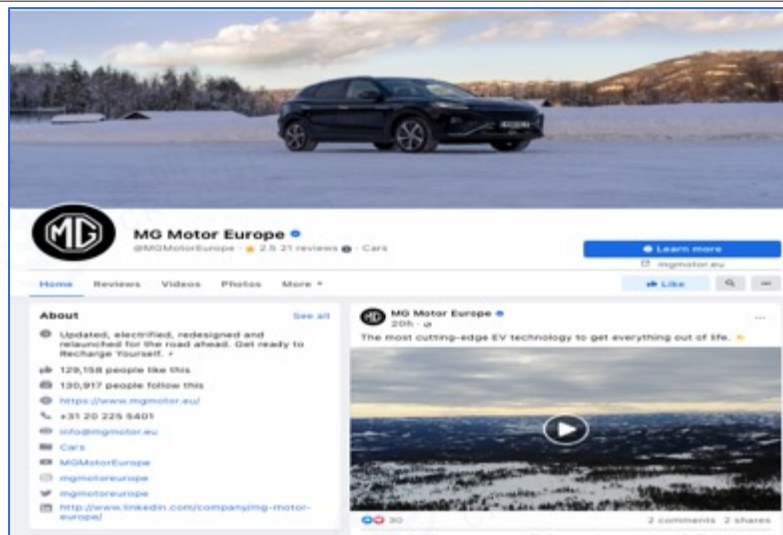 MG
MG Motor Europe
@MGMotorEurope · 2.5 21 reviews · Cars
Learn more
mgmotor.eu
Home Reviews Videos Photos More
Like
About See all
Updated, electrified, redesigned and
relaunched for the road ahead. Get ready to
Recharge Yourself.
129,158 people like this
130,917 people follow this
https://www.mgmotor.eu/
+31 20 225 5401
info@mgmotor.eu
Cars
MGMotorEurope
mgmotoreurope
mgmotoreurope
http://www.linkedin.com/company/mg-motor-
europe/
MG Motor Europe
20h ·
The most cutting-edge EV technology to get everything out of life.
30
2 comments 2 shares